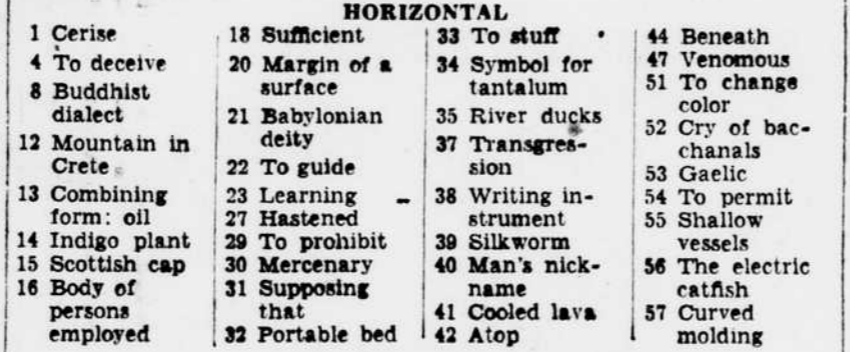 HORIZONTAL
1 Cerise
4 To deceive
8 Buddhist
dialect
12 Mountain in
Crete
13 Combining
form: oil
14 Indigo plant
15 Scottish cap
16 Body of
persons
employed
18 Sufficient
20 Margin of a
surface
21 Babylonian
deity
22 To guide
23 Learning
27 Hastened
29 To prohibit
30 Mercenary
31 Supposing
that
32 Portable bed
33 To stuff
34 Symbol for
tantalum
35 River ducks
37 Transgres-
sion
38 Writing in-
strument
39 Silkworm
40 Man's nick-
name
41 Cooled lava
42 Atop
44 Beneath
47 Venomous
51 To change
color
52 Cry of bac-
chanals
53 Gaelic
54 To permit
55 Shallow
vessels
56 The electric
catfish
57 Curved
molding